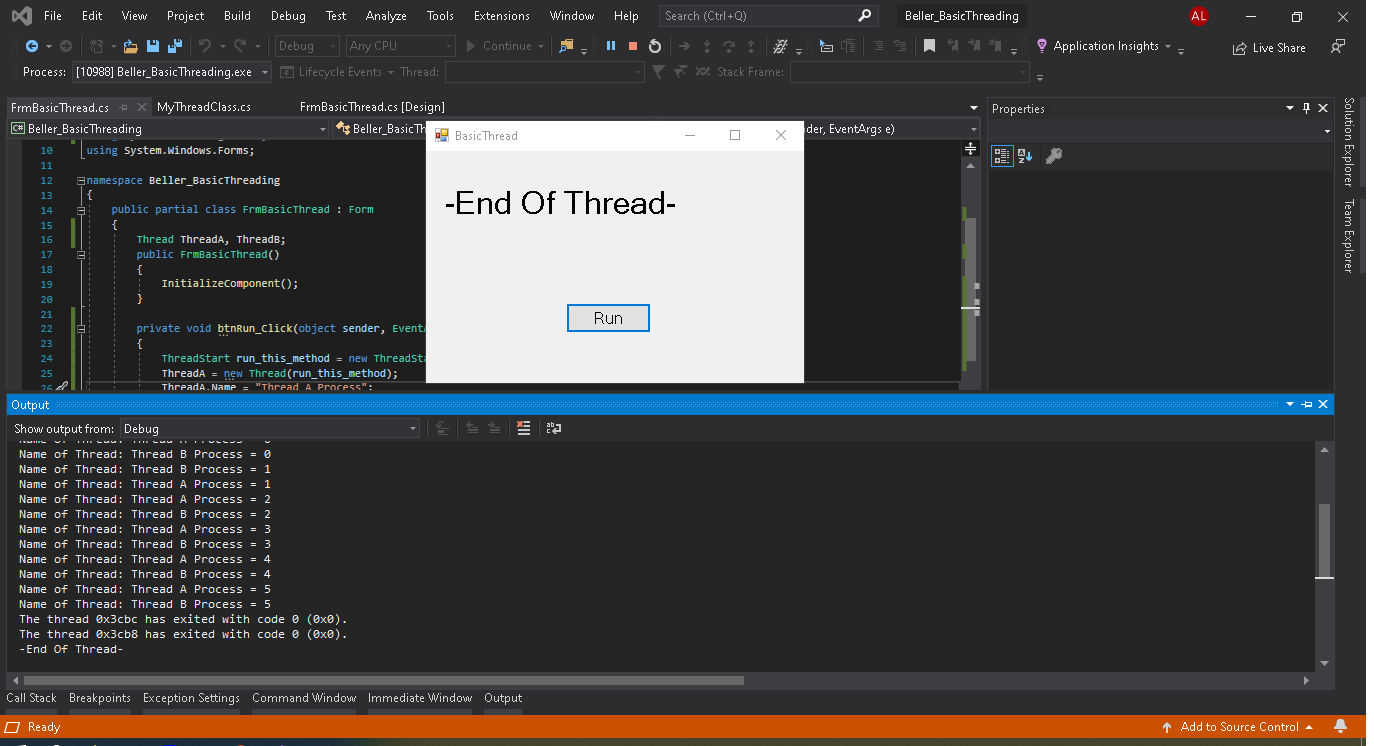 File Edit View Project Build Debug Test Analyze Tools Extensions Window Help Search (Ctrl+Q) Beller_BasicThreading AL
Debug Any CPU Continue Application Insights Live Share
Process: [10988] Beller_BasicThreading.exe Lifecycle Events Thread: Stack Frame:
FrmBasicThread.cs MyThreadClass.cs FrmBasicThread.cs [Design] Properties
C# Beller_BasicThreading Beller_BasicTh der, EventArgs e)
BasicThread
-End Of Thread-
Run
10 using System.Windows.Forms;
11
12 namespace Beller_BasicThreading
13 {
14 public partial class FrmBasicThread : Form
15 {
16 Thread ThreadA, ThreadB;
17 public FrmBasicThread()
18 {
19 InitializeComponent();
20 }
21
22 private void btnRun_Click(object sender, EventA
23 {
24 ThreadStart run_this_method = new ThreadSta
25 ThreadA = new Thread(run_this_method);
26 ThreadA.Name = "Thread A Process";
Solution Explorer
Team Explorer
Output
Show output from: Debug
Name of Thread: Thread A Process = 0
Name of Thread: Thread B Process = 0
Name of Thread: Thread B Process = 1
Name of Thread: Thread A Process = 1
Name of Thread: Thread A Process = 2
Name of Thread: Thread B Process = 2
Name of Thread: Thread A Process = 3
Name of Thread: Thread B Process = 3
Name of Thread: Thread A Process = 4
Name of Thread: Thread B Process = 4
Name of Thread: Thread A Process = 5
Name of Thread: Thread B Process = 5
The thread 0x3cbc has exited with code 0 (0x0).
The thread 0x3cb8 has exited with code 0 (0x0).
-End Of Thread-
Call Stack Breakpoints Exception Settings Command Window Immediate Window Output
Ready Add to Source Control